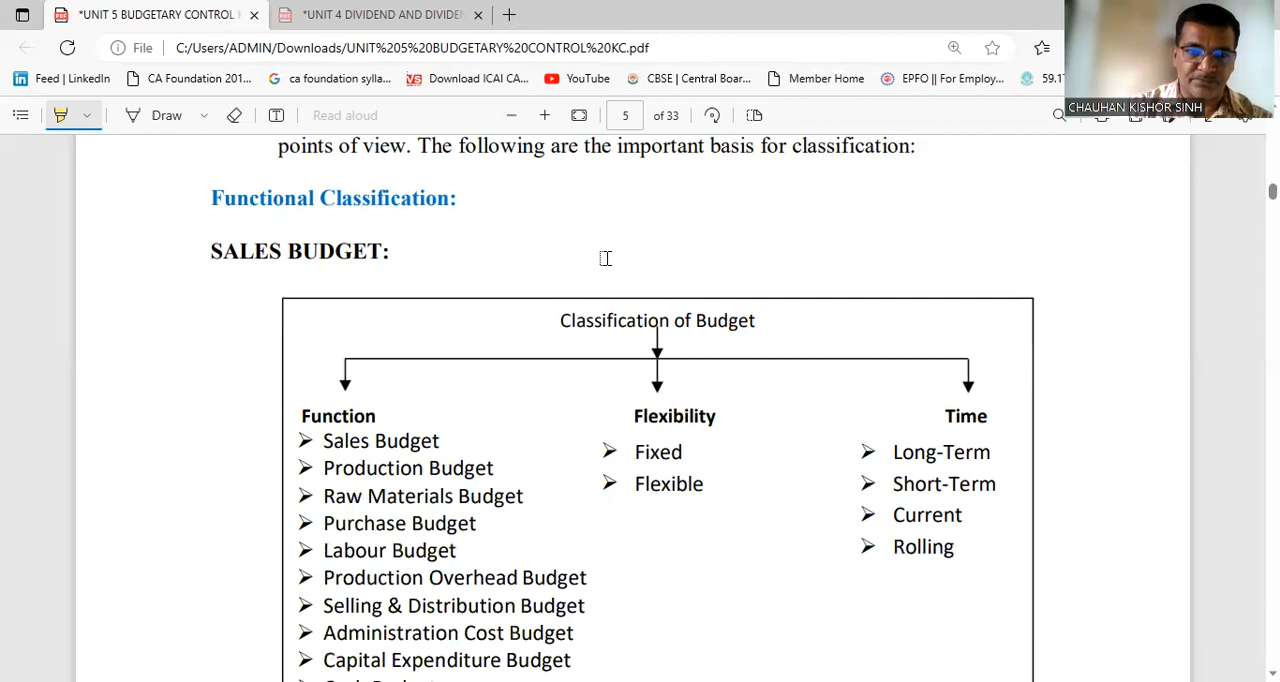 *UNIT 5 BUDGETARY CONTROL
*UNIT 4 DIVIDEND AND DIVIDEN
File
C:/Users/ADMIN/Downloads/UNIT%205%20BUDGETARY%20CONTROL%20KC.pdf
Feed | LinkedIn
CA Foundation 201...
ca foundation sylla...
Download ICAI CA...
YouTube
CBSE | Central Boar...
Member Home
EPFO || For Employ...
59.1
CHAUHAN KISHOR SINH
Draw
Read aloud
5 of 33
points of view. The following are the important basis for classification:
Functional Classification:
SALES BUDGET:
Classification of Budget
Function
Sales Budget
Production Budget
Raw Materials Budget
Purchase Budget
Labour Budget
Production Overhead Budget
Selling & Distribution Budget
Administration Cost Budget
Capital Expenditure Budget
Flexibility
Fixed
Flexible
Time
Long-Term
Short-Term
Current
Rolling